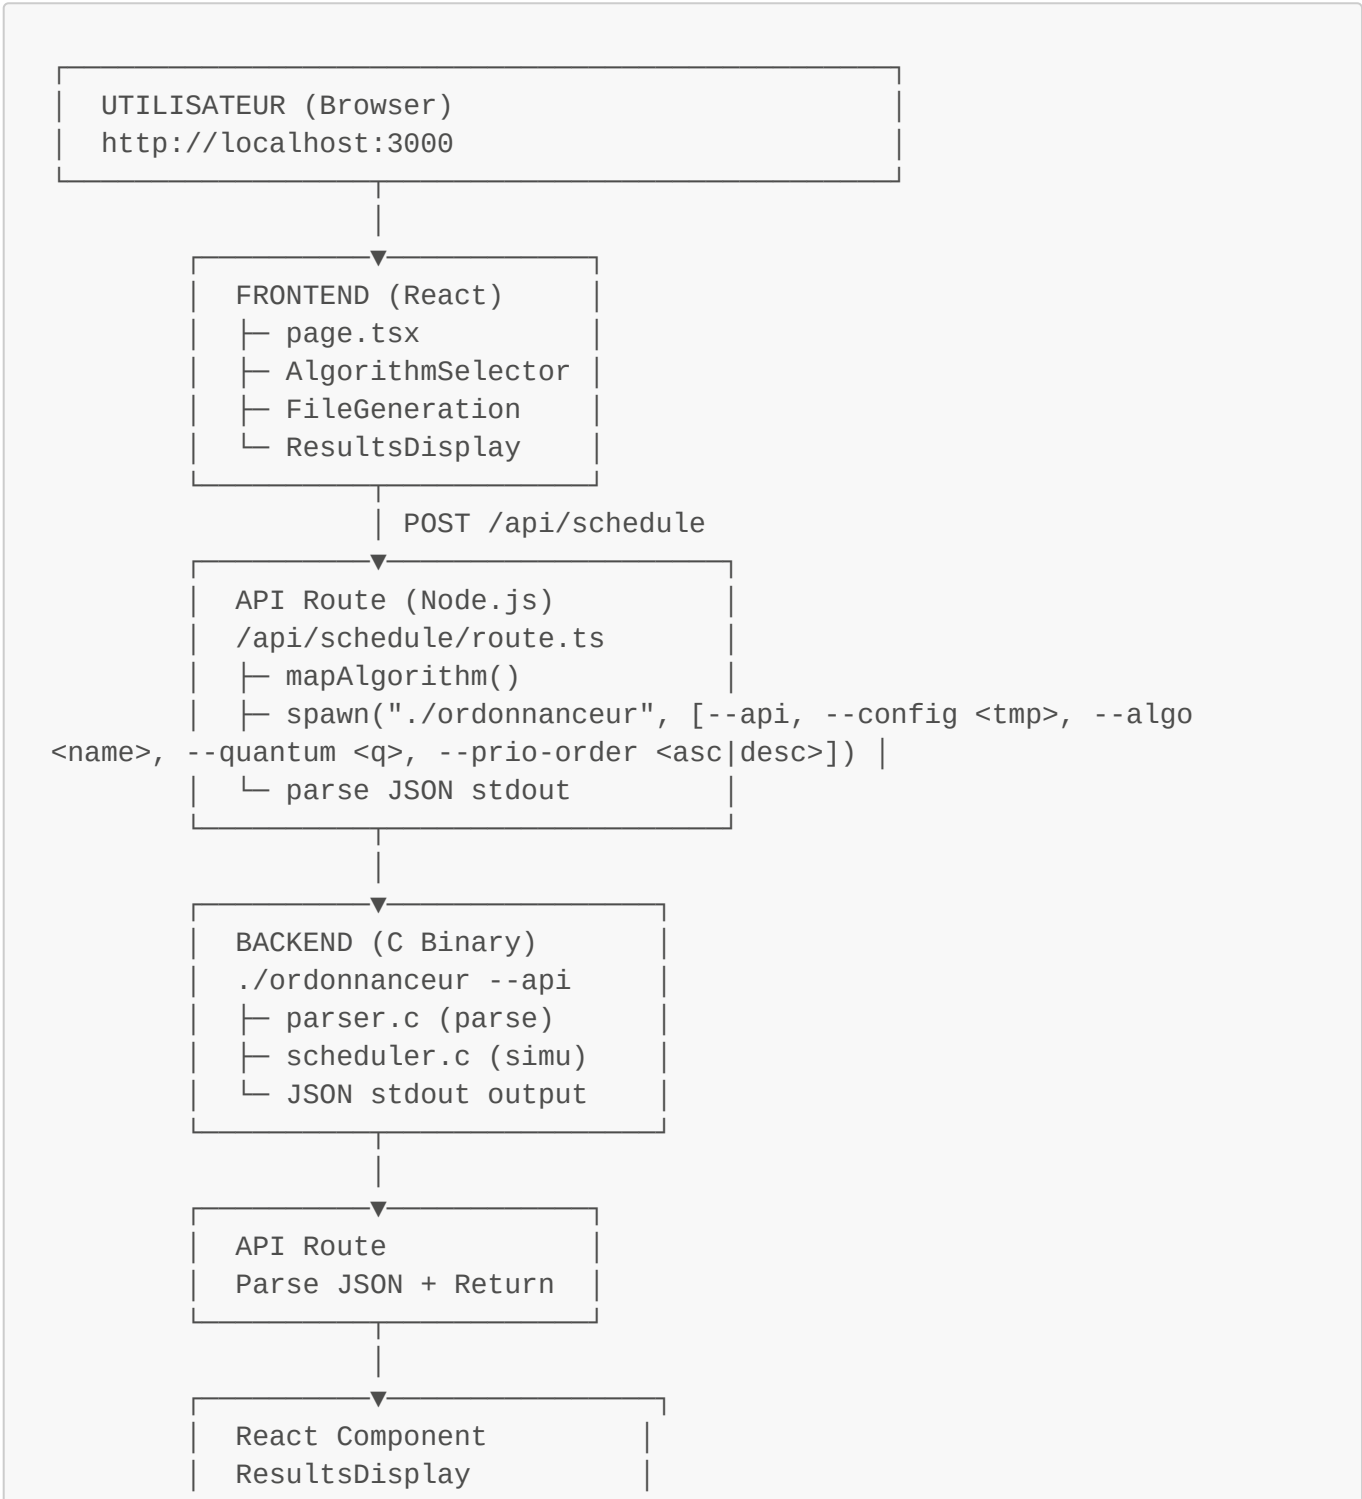 UTILISATEUR (Browser)
http://localhost:3000
FRONTEND (React)
├─ page.tsx
├─ AlgorithmSelector
├─ FileGeneration
└─ ResultsDisplay
POST /api/schedule
API Route (Node.js)
/api/schedule/route.ts
├─ mapAlgorithm()
├─ spawn("./ordonnanceur", [--api, --config <tmp>, --algo
<name>, --quantum <q>, --prio-order <asc|desc>]) │
└─ parse JSON stdout
BACKEND (C Binary)
./ordonnanceur --api
├─ parser.c (parse)
├─ scheduler.c (simu)
└─ JSON stdout output
API Route
Parse JSON + Return
React Component
ResultsDisplay